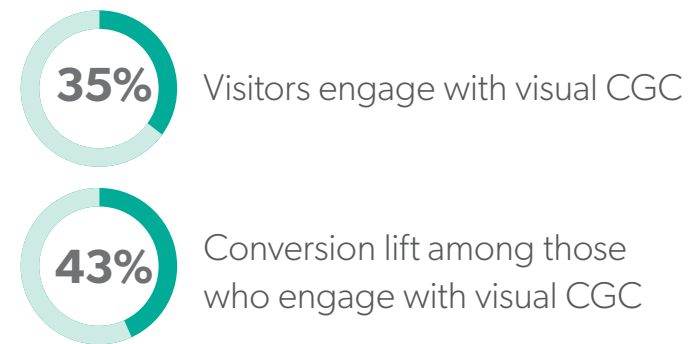 35%
Visitors engage with visual CGC
43%
Conversion lift among those
who engage with visual CGC